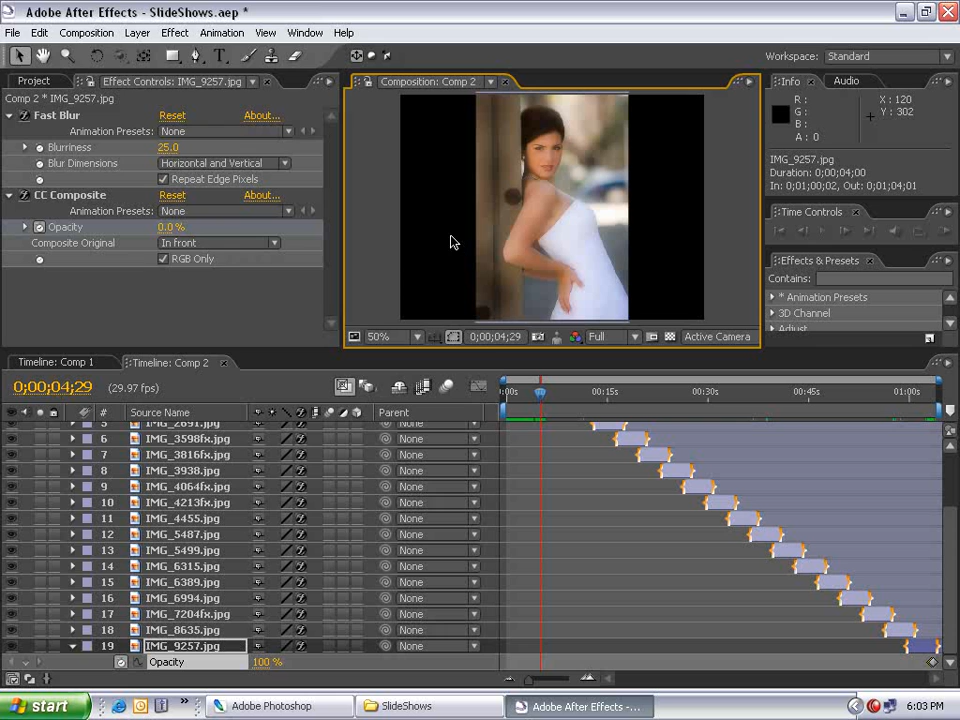 Adobe After Effects - SlideShows.aep *
File Edit Composition Layer Effect Animation View Window Help
Workspace: Standard
Project Effect Controls: IMG_9257.jpg
Comp 2 * IMG_9257.jpg
Fast Blur Reset About...
Animation Presets: None
Blurriness 25.0
Blur Dimensions Horizontal and Vertical
Repeat Edge Pixels
CC Composite Reset About...
Animation Presets: None
Opacity 0.0 %
Composite Original In front
RGB Only
Composition: Comp 2
50% 0;00;04;29 Full Active Camera
Info Audio
R :
G :
B :
A : 0
X : 120
Y : 302
IMG_9257.jpg
Duration: 0;00;04;00
In: 0;01;00;02, Out: 0;01;04;01
Time Controls
Effects & Presets
Contains:
* Animation Presets
3D Channel
Adjust
Timeline: Comp 1 Timeline: Comp 2
0;00;04;29 (29.97 fps)
:00s 00:15s 00:30s 00:45s 01:00s
# Source Name Parent
5 IMG_2691.jpg None
6 IMG_3598fx.jpg None
7 IMG_3816fx.jpg None
8 IMG_3938.jpg None
9 IMG_4064fx.jpg None
10 IMG_4213fx.jpg None
11 IMG_4455.jpg None
12 IMG_5487.jpg None
13 IMG_5499.jpg None
14 IMG_6315.jpg None
15 IMG_6389.jpg None
16 IMG_6994.jpg None
17 IMG_7204fx.jpg None
18 IMG_8635.jpg None
19 IMG_9257.jpg None
Opacity 100 %
start Adobe Photoshop SlideShows Adobe After Effects -... 6:03 PM